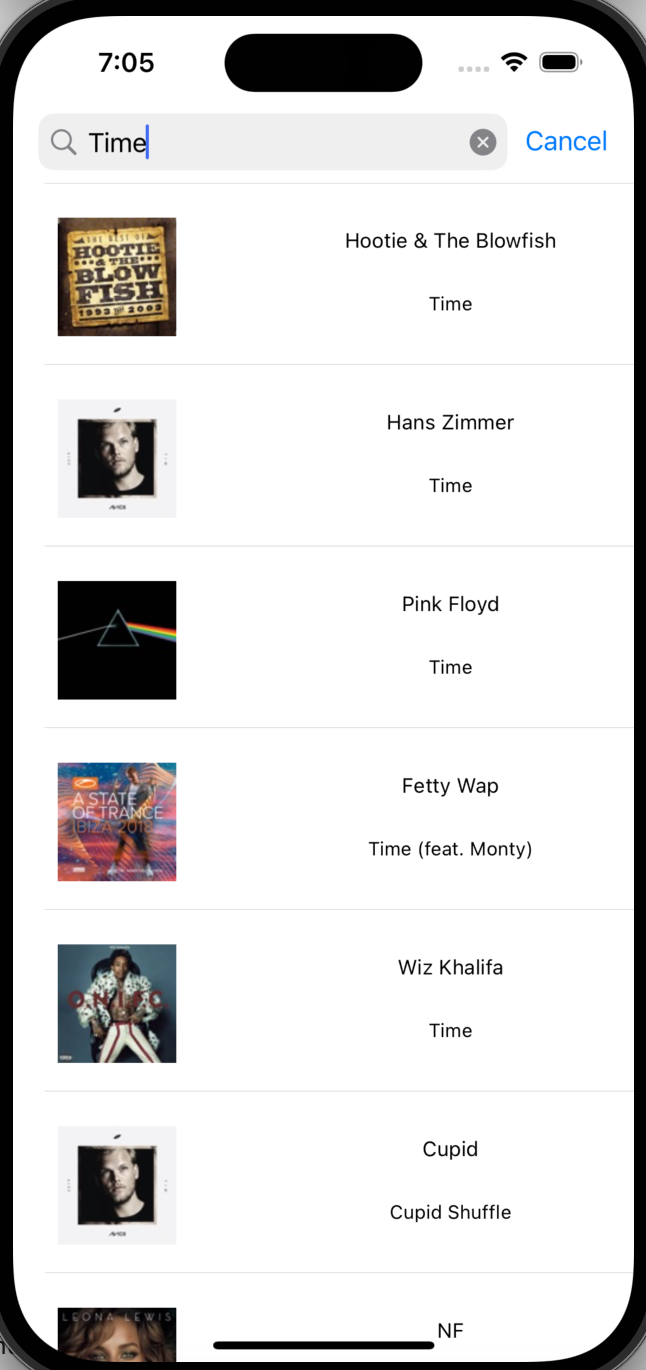 7:05
Time
Cancel
THE BEST OF
HOOTIE
& THE
BLOW
FISH
1993 2003
Hootie & The Blowfish
Time
Hans Zimmer
Time
AVICII
Pink Floyd
Time
A STATE
OF TRANCE
IBIZA 2018
Fetty Wap
Time (feat. Monty)
O.N.I.F.C
Wiz Khalifa
Time
Cupid
Cupid Shuffle
AVICII
LEONA LEWIS
NF